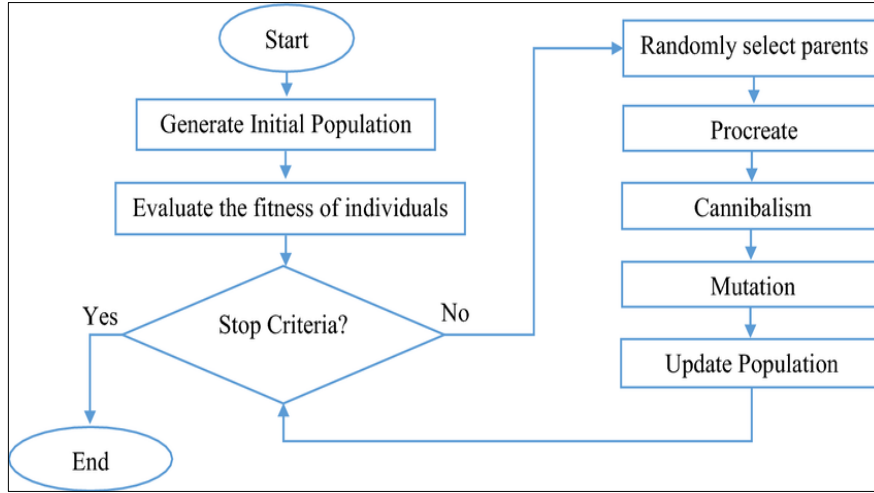 Start
Generate Initial Population
Evaluate the fitness of individuals
Stop Criteria?
Yes
No
End
Randomly select parents
Procreate
Cannibalism
Mutation
Update Population